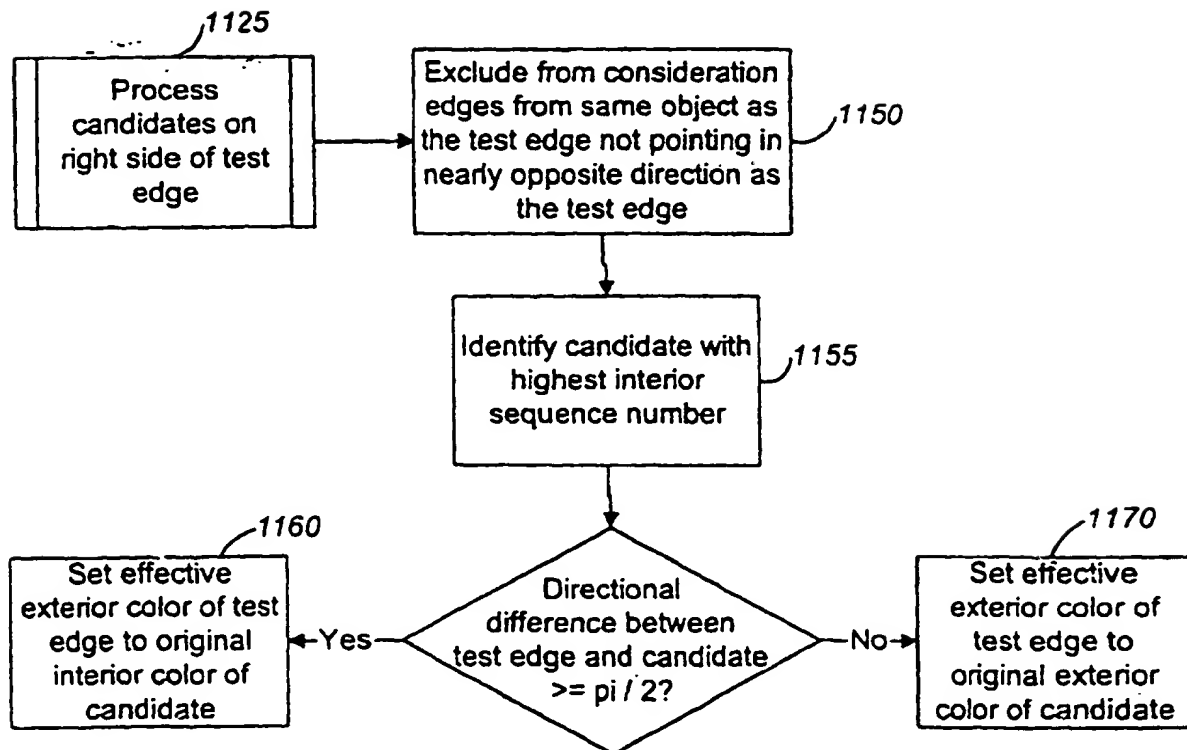 1125
Process
candidates on
right side of test
edge
Exclude from consideration
edges from same object as
the test edge not pointing in
nearly opposite direction as
the test edge
1150
Identify candidate with
highest interior
sequence number
1155
Directional
difference between
test edge and candidate
>= pi / 2?
Yes
No
1160
Set effective
exterior color of test
edge to original
interior color of
candidate
1170
Set effective
exterior color of
test edge to
original exterior
color of candidate